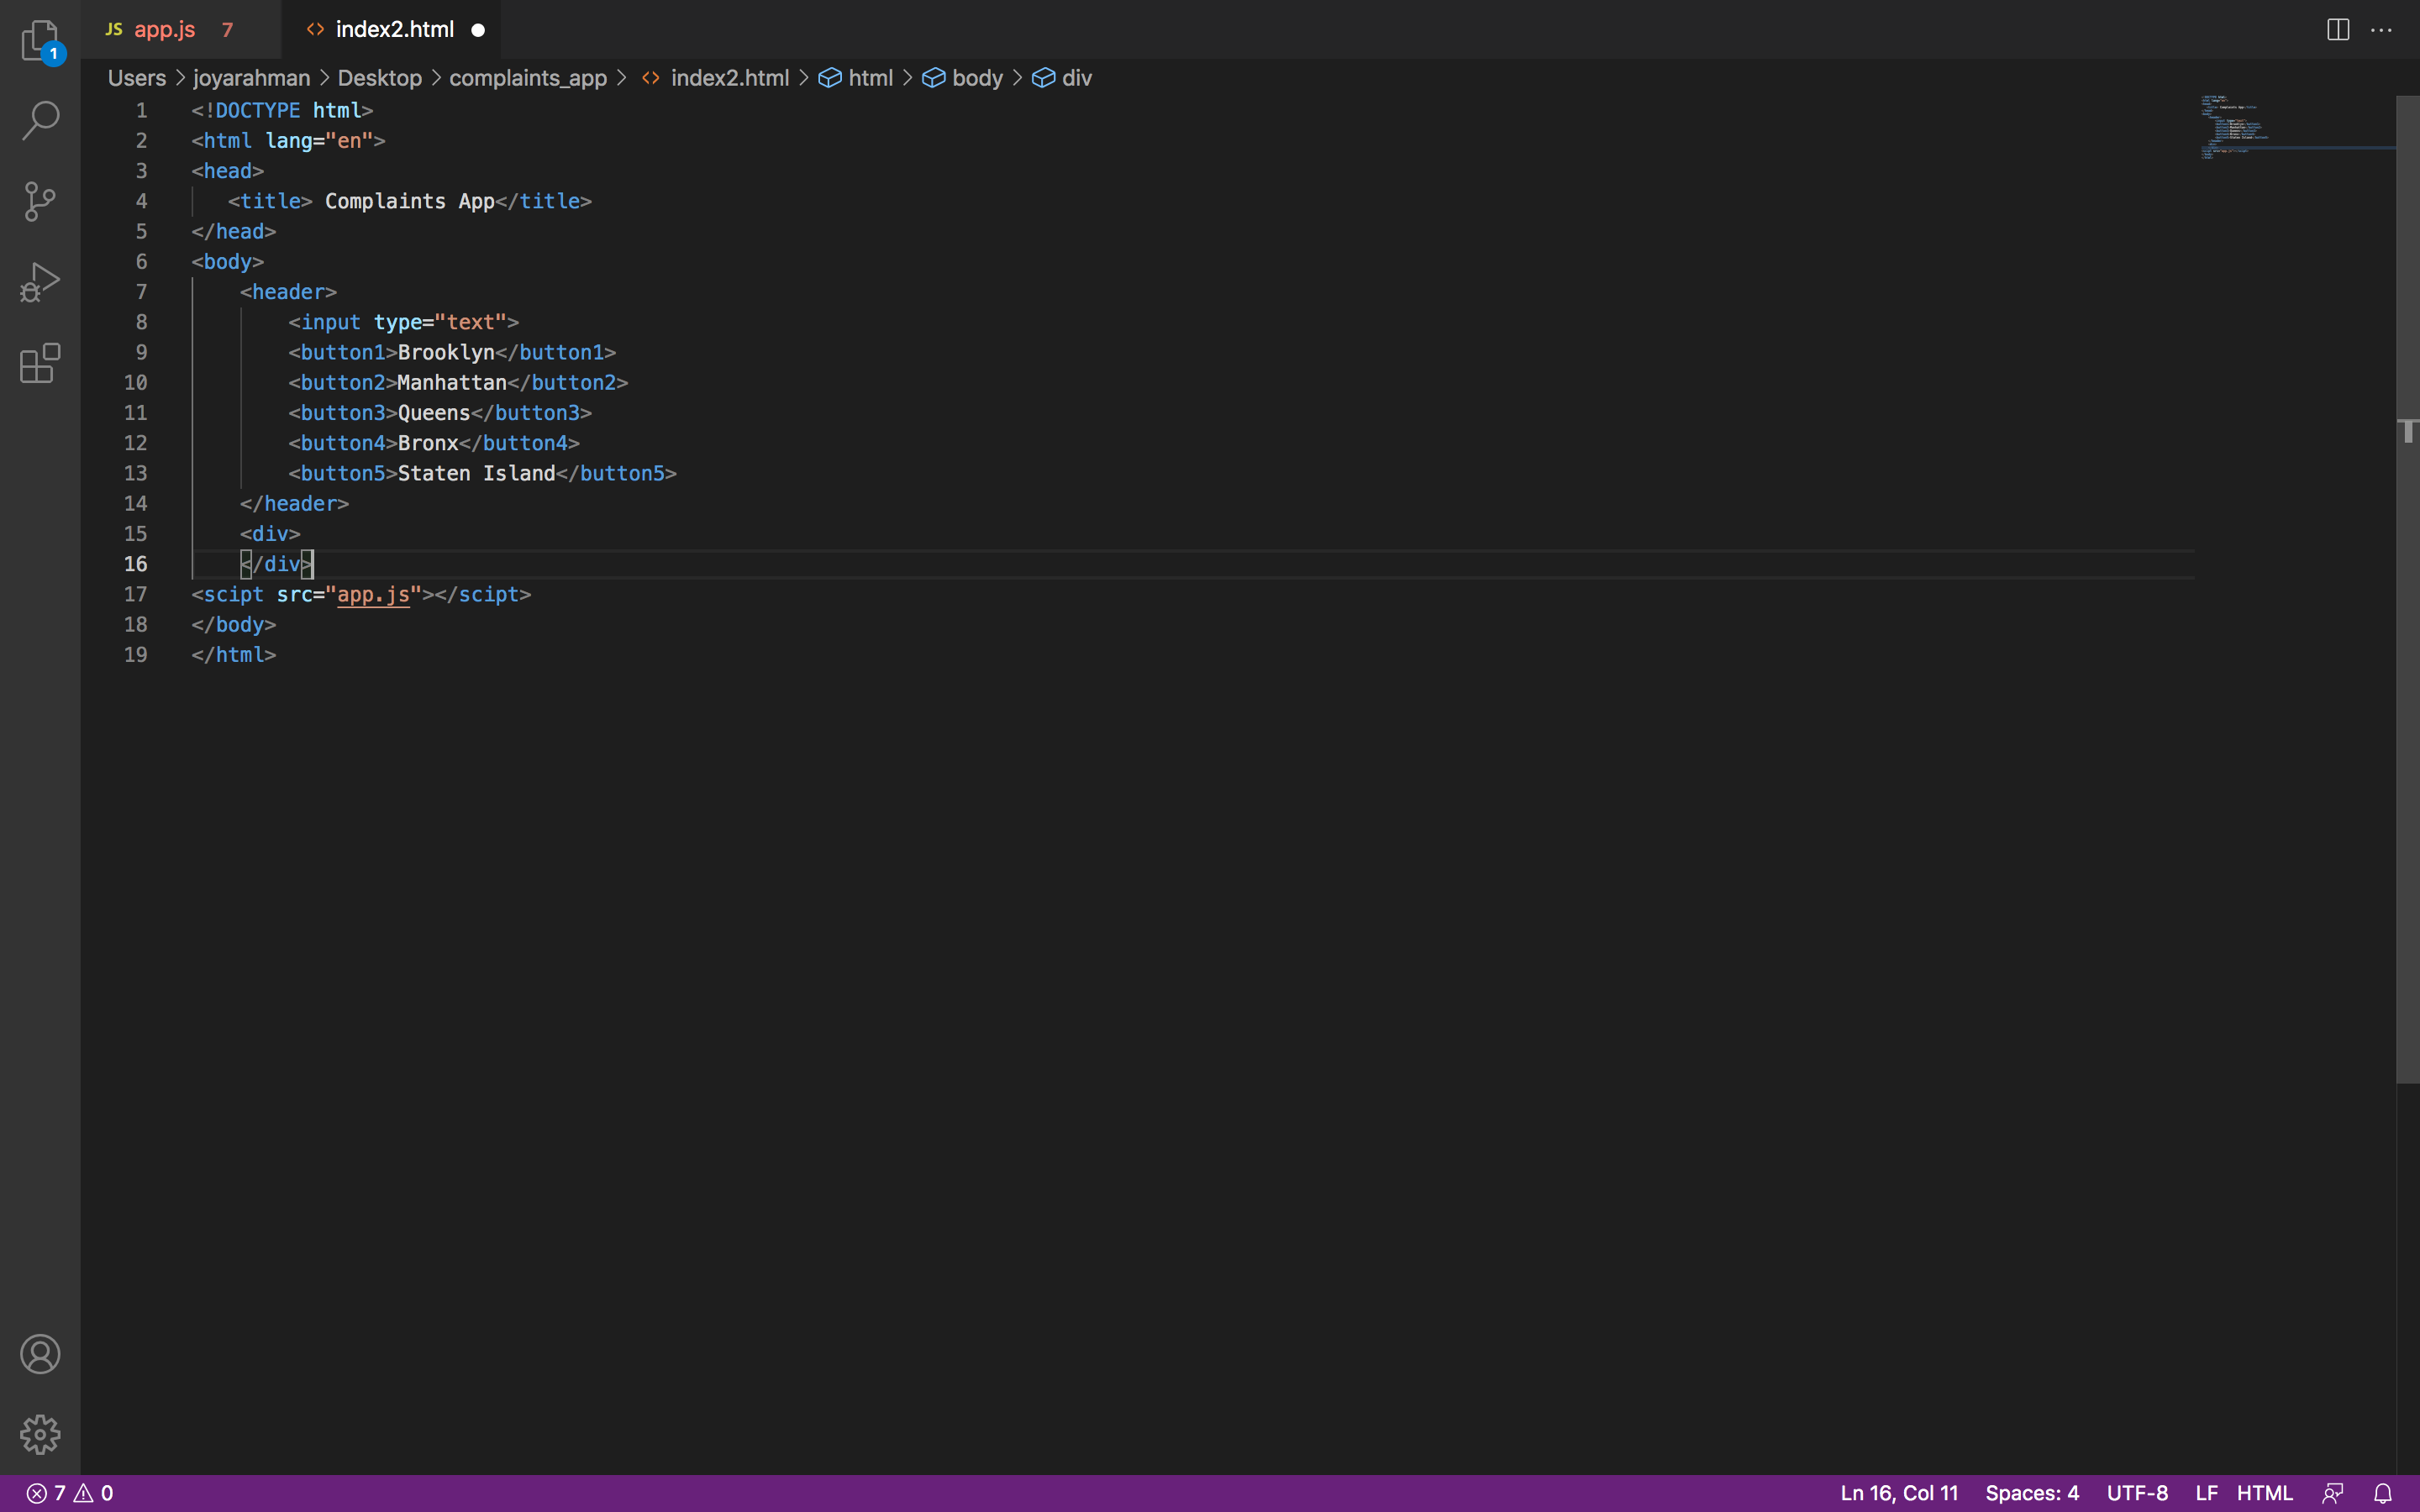 JS app.js 7 <> index2.html
1
Users > joyarahman > Desktop > complaints_app > <> index2.html > html > body > div
1 <!DOCTYPE html>
2 <html lang="en">
3 <head>
4 <title> Complaints App</title>
5 </head>
6 <body>
7 <header>
8 <input type="text">
9 <button1>Brooklyn</button1>
10 <button2>Manhattan</button2>
11 <button3>Queens</button3>
12 <button4>Bronx</button4>
13 <button5>Staten Island</button5>
14 </header>
15 <div>
16 </div>
17 <scipt src="app.js"></scipt>
18 </body>
19 </html>
7 0 Ln 16, Col 11 Spaces: 4 UTF-8 LF HTML